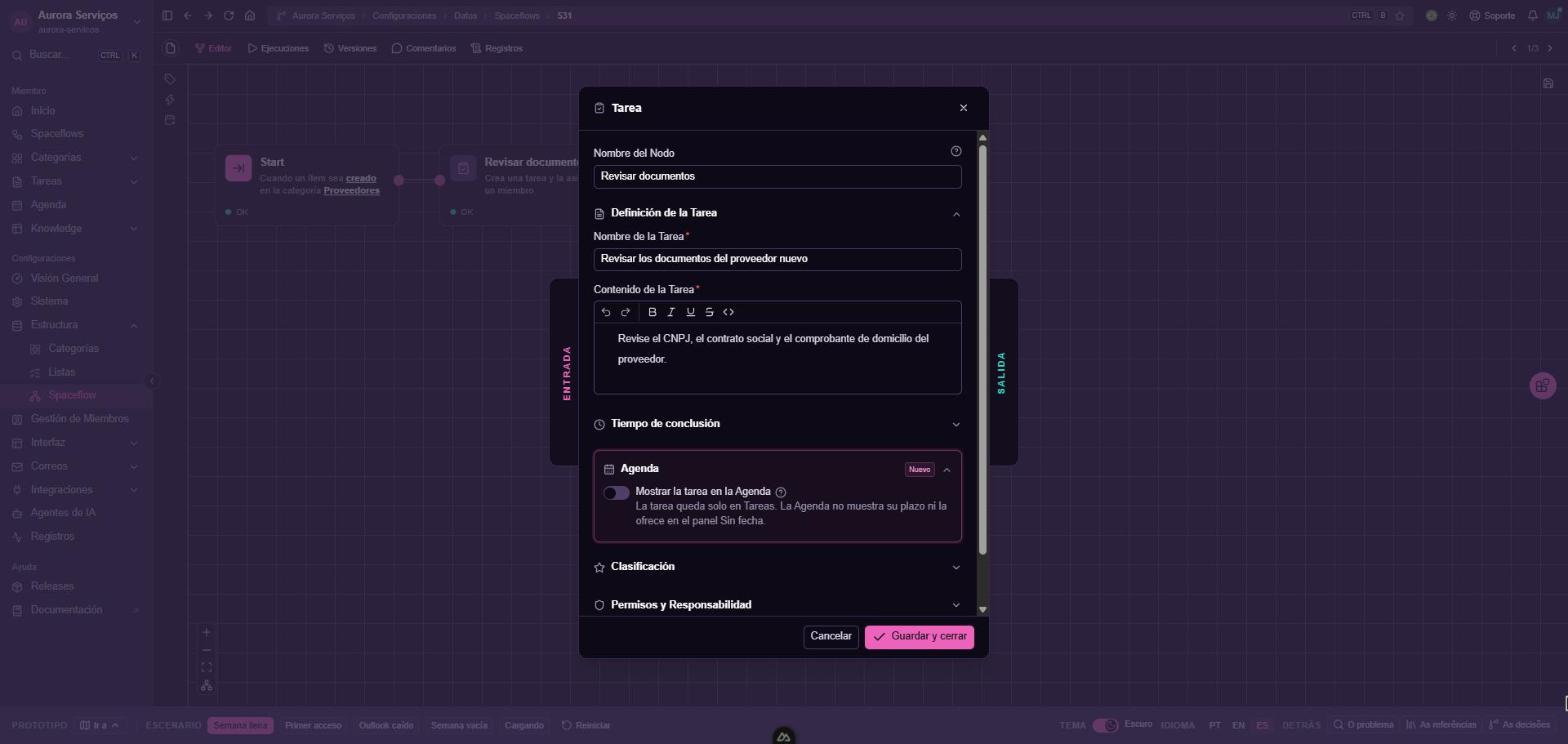 AU
Aurora Serviços
aurora-servicos
Aurora Serviços
Configuraciones
Datos
Spaceflows
531
CTRL
B
Soporte
MJ
Buscar...
CTRL
K
Editor
Ejecuciones
Versiones
Comentarios
Registros
1/3
Miembro
Inicio
Spaceflows
Categorías
Tareas
Agenda
Knowledge
Configuraciones
Visión General
Sistema
Estructura
Categorías
Listas
Spaceflow
Gestión de Miembros
Interfaz
Correos
Integraciones
Agentes de IA
Registros
Ayuda
Releases
Documentación
Start
Cuando un ítem sea creado
en la categoría Proveedores
OK
Revisar document
Crea una tarea y la as
un miembro
OK
ENTRADA
Tarea
Nombre del Nodo
Revisar documentos
Definición de la Tarea
Nombre de la Tarea*
Revisar los documentos del proveedor nuevo
Contenido de la Tarea*
B I U S
Revise el CNPJ, el contrato social y el comprobante de domicilio del
proveedor.
Tiempo de conclusión
Agenda
Nuevo
Mostrar la tarea en la Agenda
La tarea queda solo en Tareas. La Agenda no muestra su plazo ni la
ofrece en el panel Sin fecha.
Clasificación
Permisos y Responsabilidad
Cancelar
Guardar y cerrar
SALIDA
PROTOTIPO
Ir a
ESCENARIO
Semana llena
Primer acceso
Outlook caído
Semana vacía
Cargando
Reiniciar
TEMA
Escuro
IDIOMA
PT
EN
ES
DETRÁS
O problema
As referências
As decisões